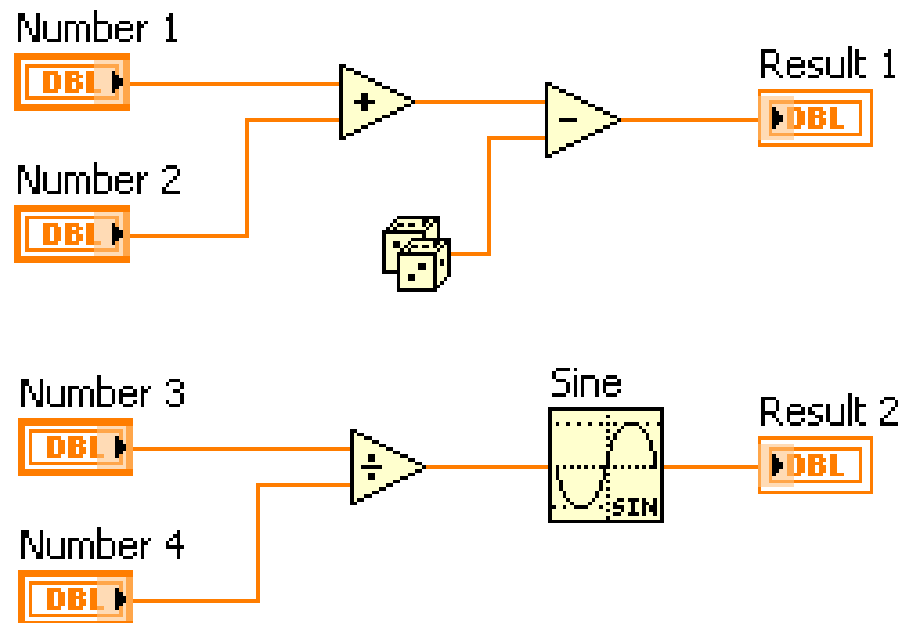 Number 1
DBL
+
-
Result 1
DBL
Number 2
DBL
Number 3
DBL
÷
Sine
SIN
Result 2
DBL
Number 4
DBL